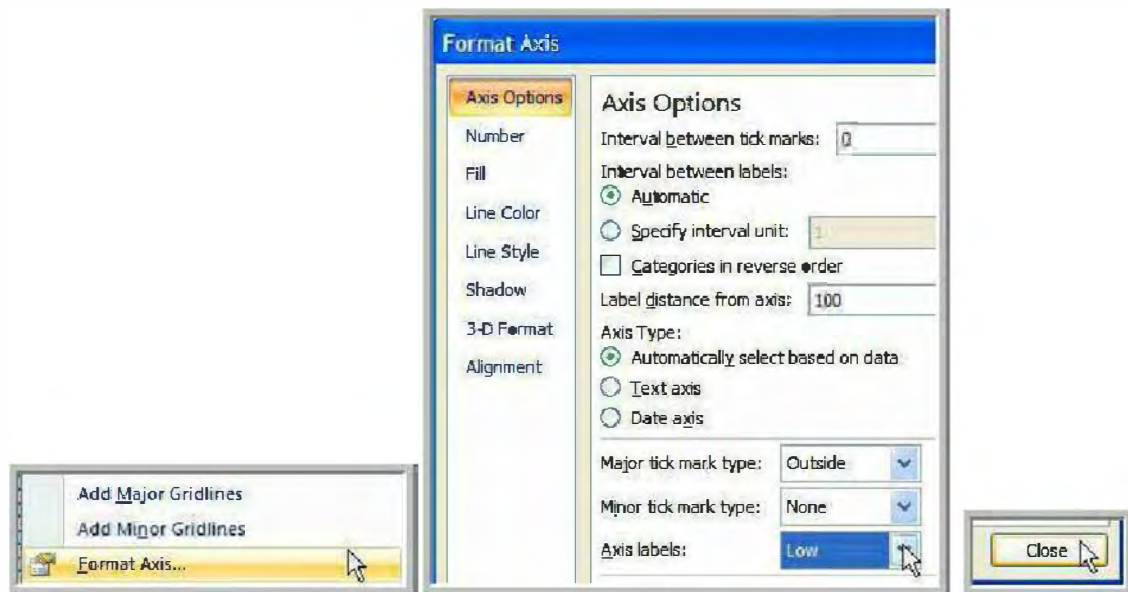 Add Major Gridlines
Add Minor Gridlines
Format Axis...
Format Axis
Axis Options
Number
Fill
Line Color
Line Style
Shadow
3-D Format
Alignment
Axis Options
Interval between tick marks: 0
Interval between labels:
Automatic
Specify interval unit: 1
Categories in reverse order
Label distance from axis: 100
Axis Type:
Automatically select based on data
Text axis
Date axis
Major tick mark type: Outside
Minor tick mark type: None
Axis labels: Low
Close